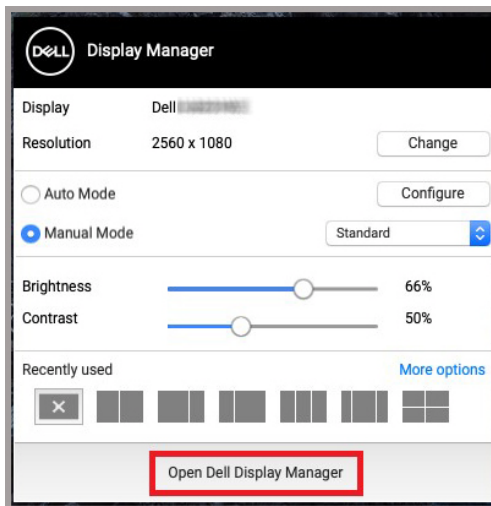 DELL Display Manager
Display Dell
Resolution 2560 x 1080 Change
Auto Mode Configure
Manual Mode Standard
Brightness 66%
Contrast 50%
Recently used More options
Open Dell Display Manager